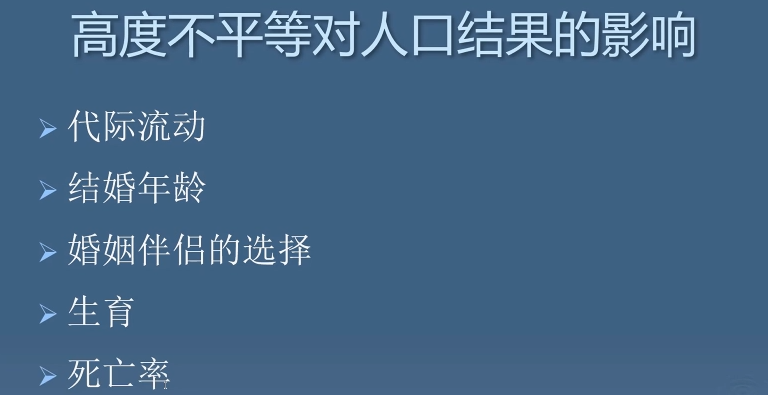 高度不平等对人口结果的影响
代际流动
结婚年龄
婚姻伴侣的选择
生育
死亡率